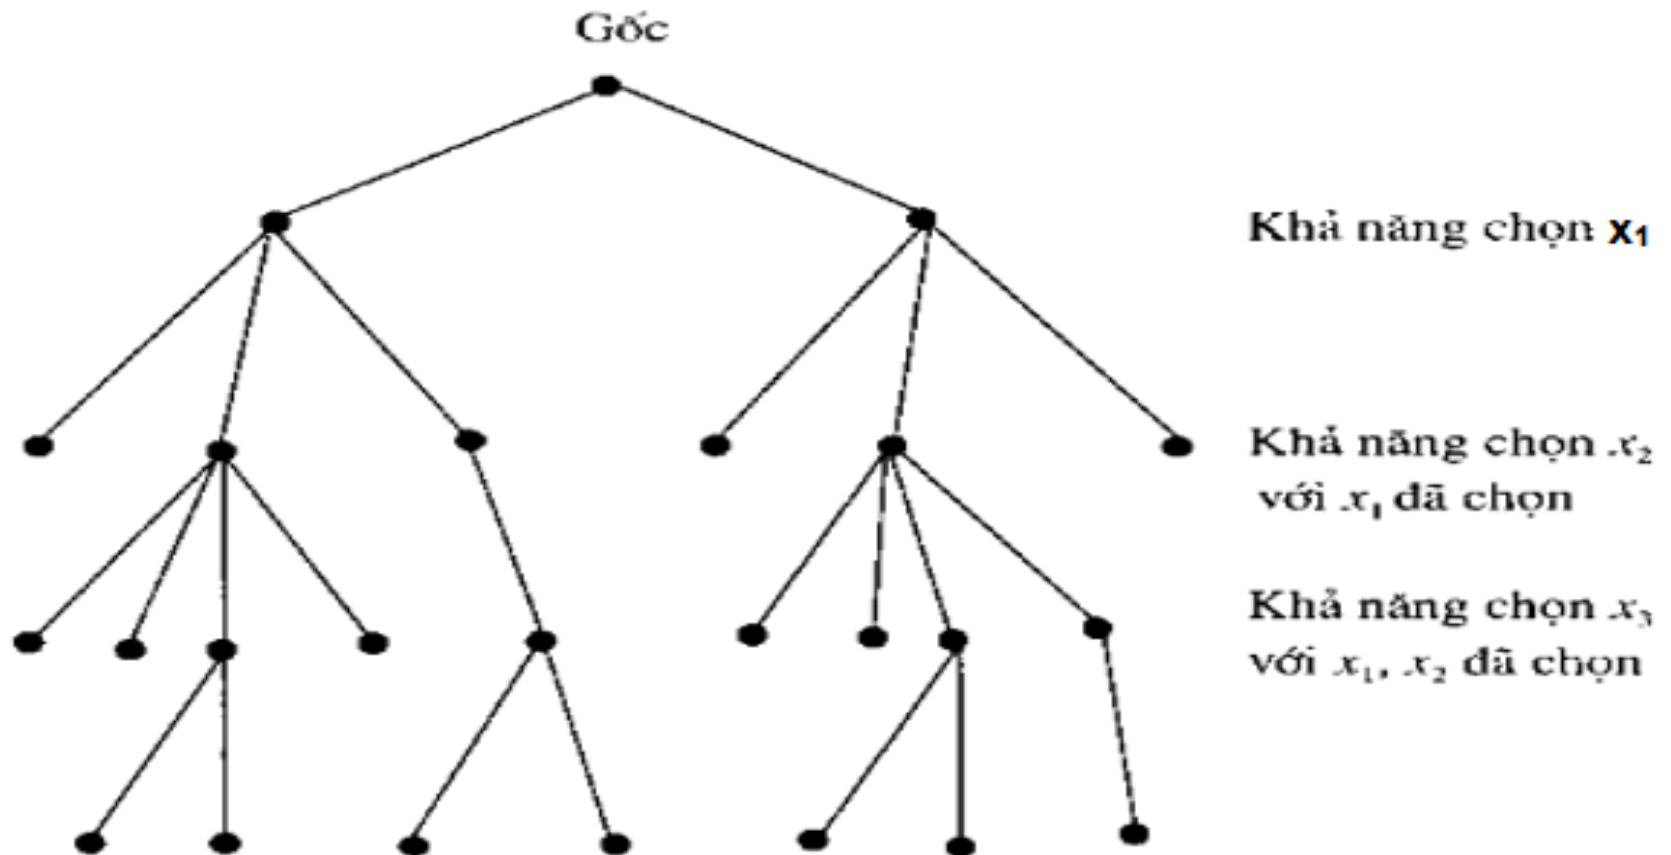 Gốc
Khả năng chọn x₁
Khả năng chọn x₂
với x₁ đã chọn
Khả năng chọn x₃
với x₁, x₂ đã chọn